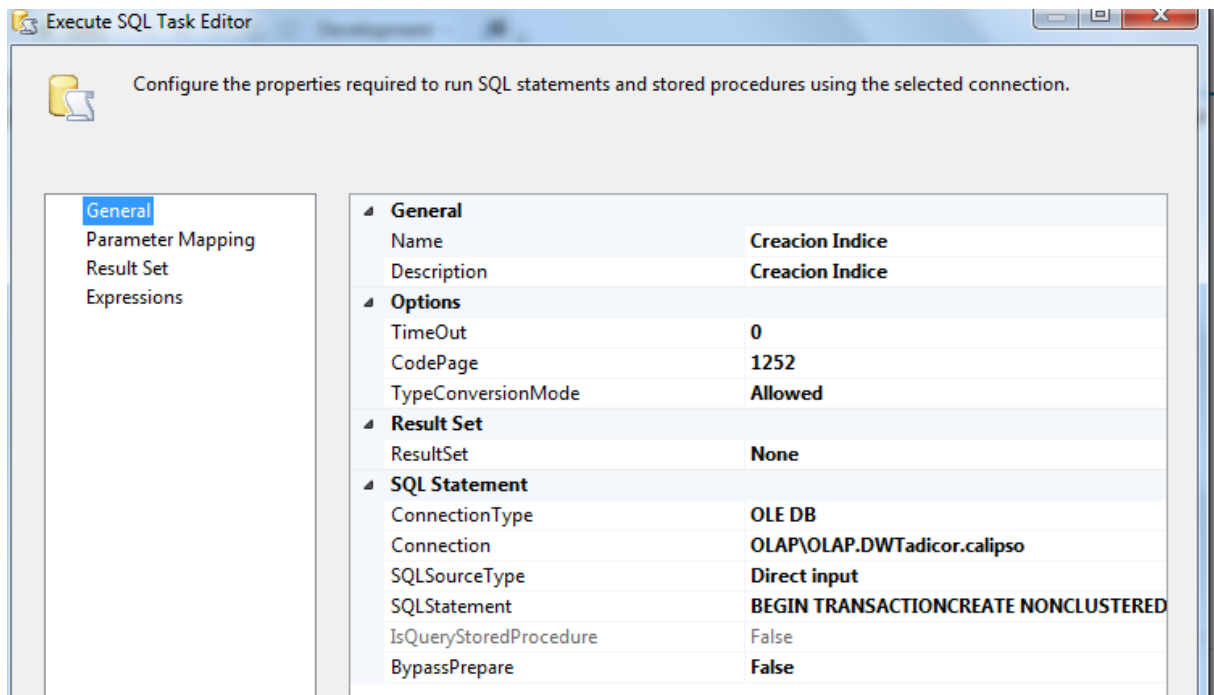 Execute SQL Task Editor
Configure the properties required to run SQL statements and stored procedures using the selected connection.
General
Parameter Mapping
Result Set
Expressions
General
Name Creacion Indice
Description Creacion Indice
Options
TimeOut 0
CodePage 1252
TypeConversionMode Allowed
Result Set
ResultSet None
SQL Statement
ConnectionType OLE DB
Connection OLAP\OLAP.DWTadicor.calipso
SQLSourceType Direct input
SQLStatement BEGIN TRANSACTIONCREATE NONCLUSTERED
IsQueryStoredProcedure False
BypassPrepare False